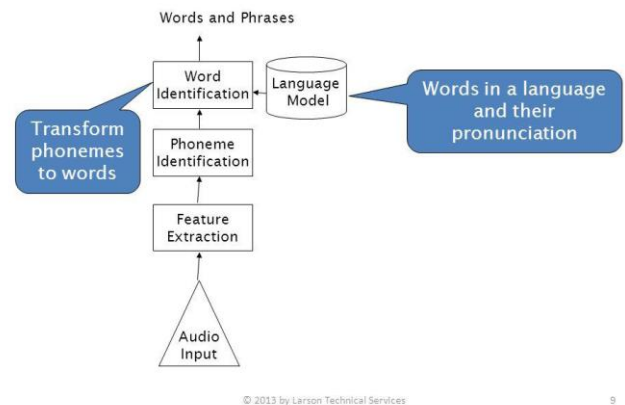 Words and Phrases
Word
Identification
Language
Model
Words in a language
and their
pronunciation
Transform
phonemes
to words
Phoneme
Identification
Feature
Extraction
Audio
Input
© 2013 by Larson Technical Services
9